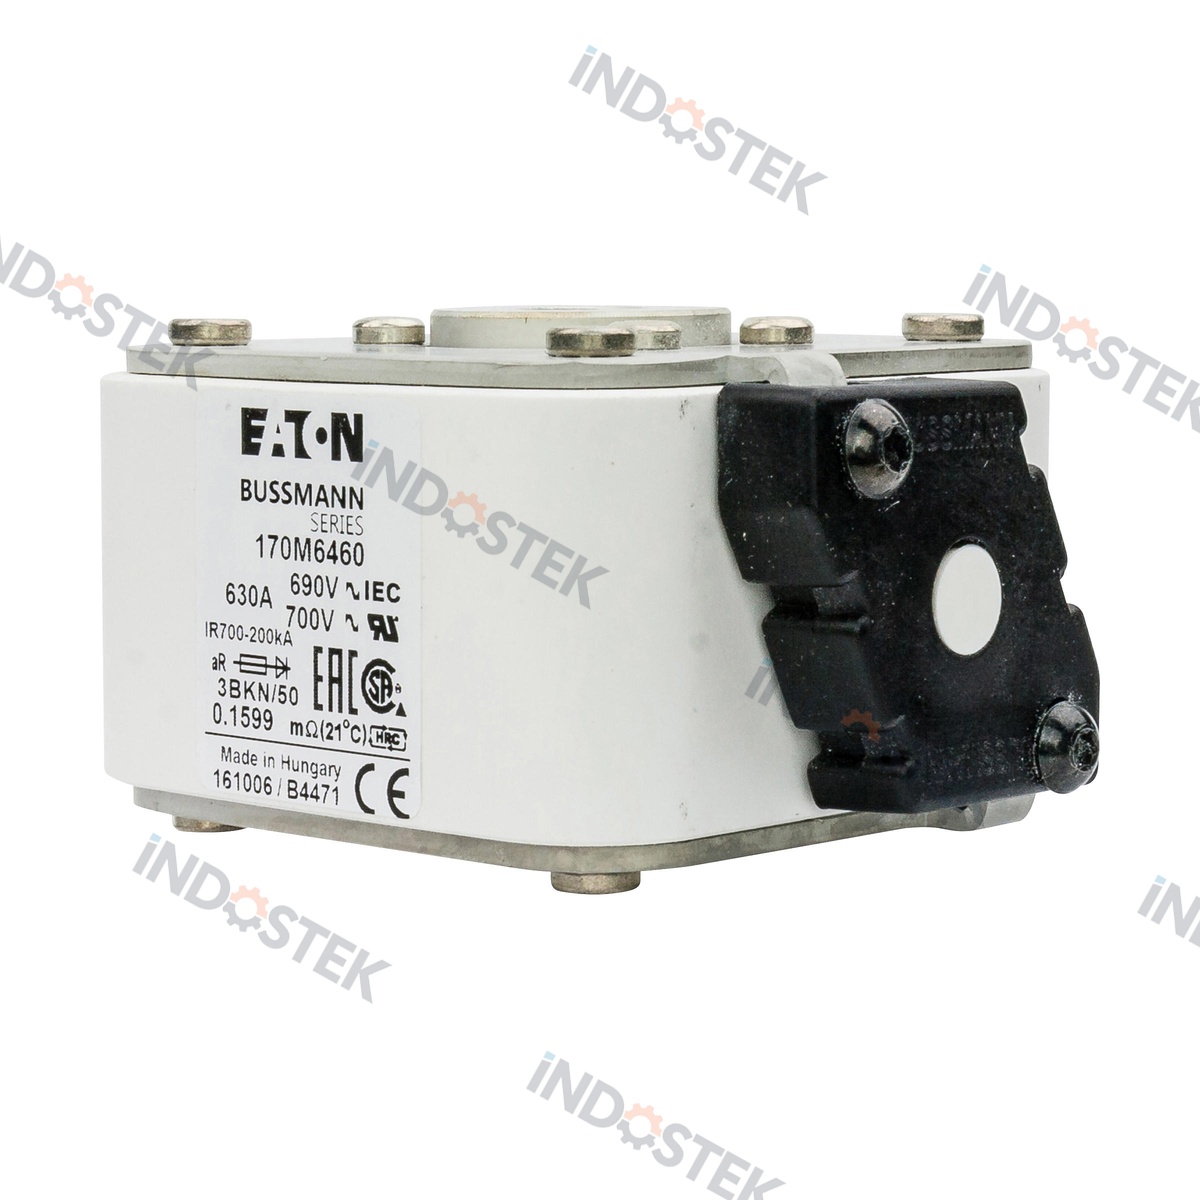 iNDOSTEK
iNDOSTEK
iNDOSTEK
EATON
BUSSMANN
SERIES
170M6460
690V ∿ IEC
630A
700V ∿
IR700-200kA
aR
EAC
3BKN/50
0.1599 mΩ(21°C) HRC
Made in Hungary
161006 / B4471 CE
BUSSMANN
iNDOSTEK
iNDOSTEK
iNDOSTEK